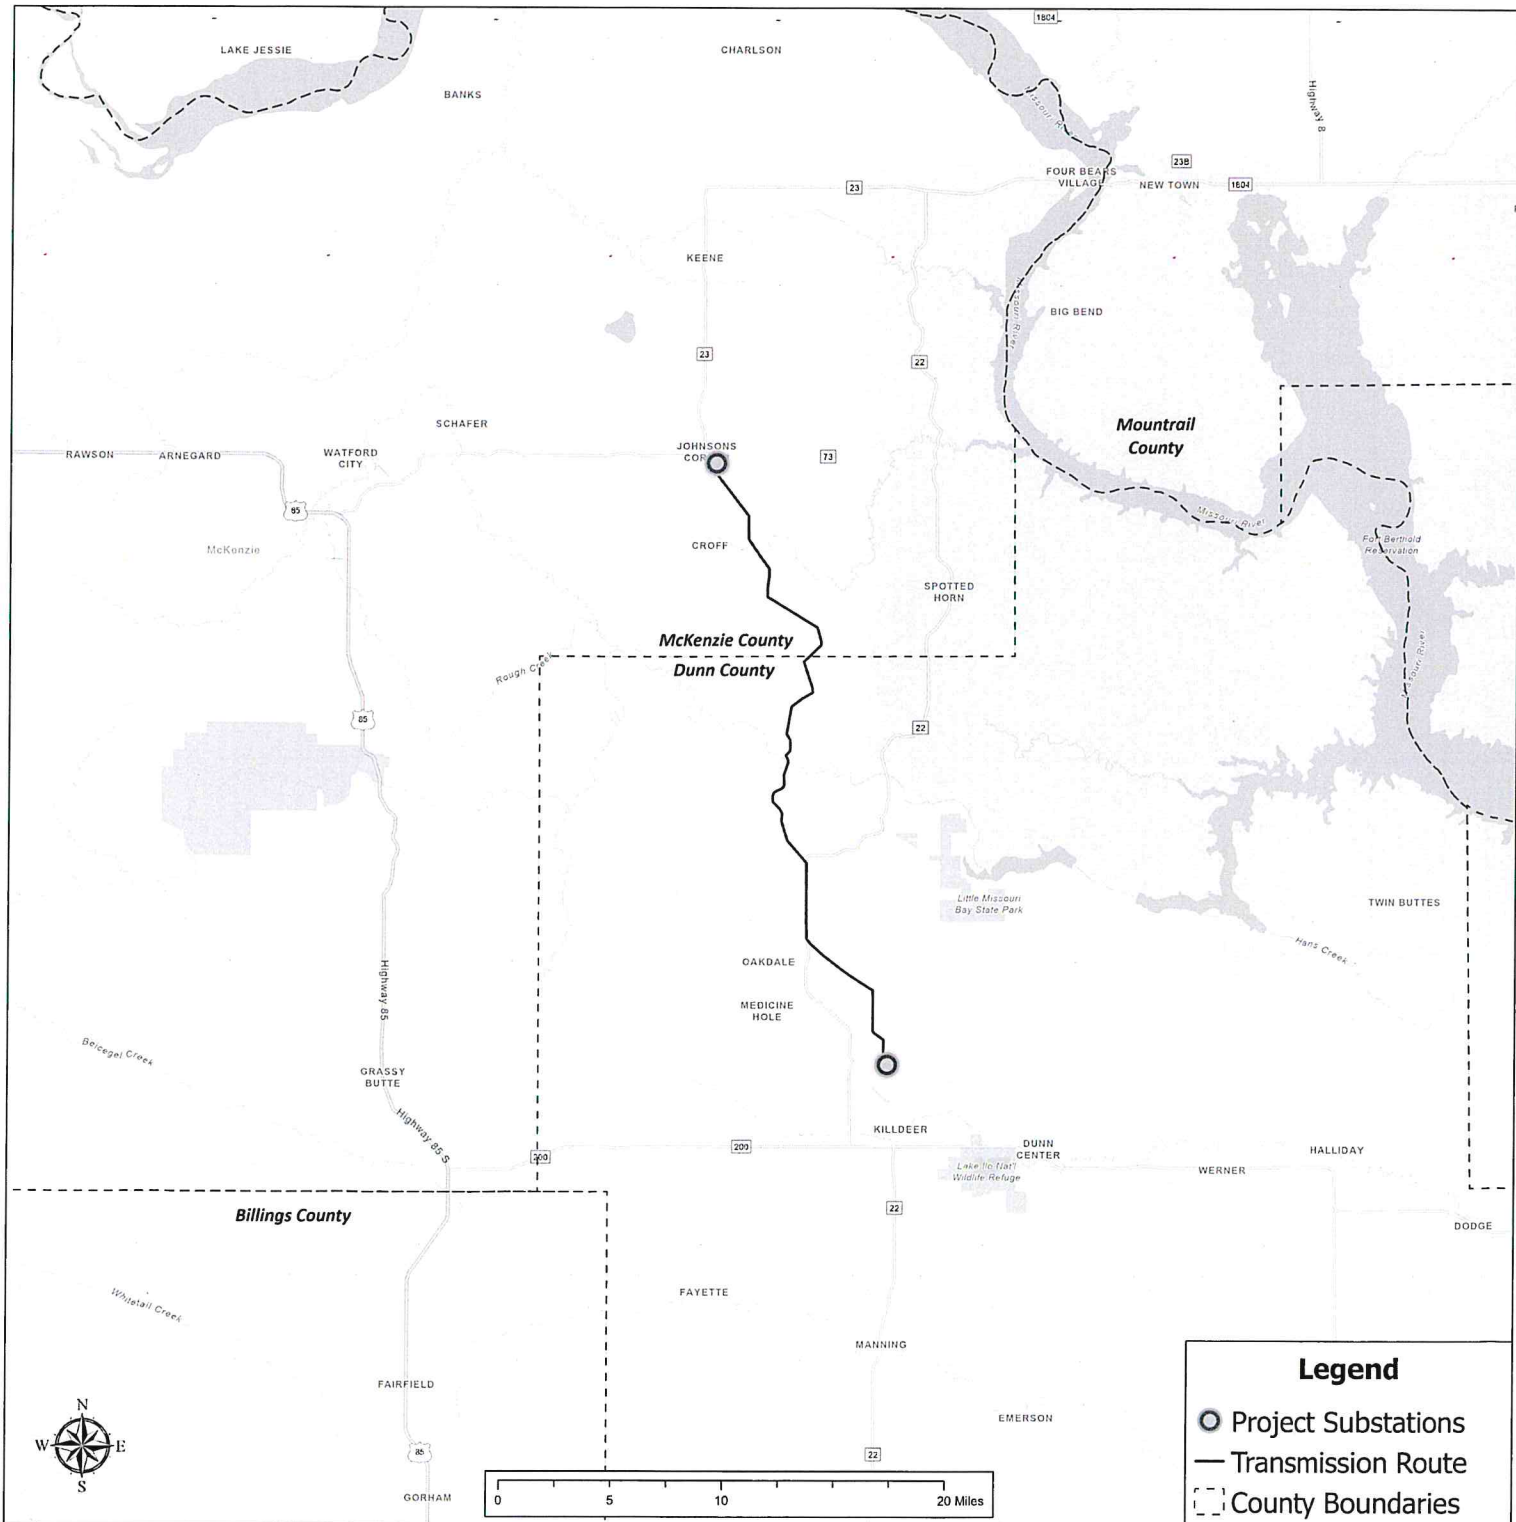 1804
LAKE JESSIE
CHARLSON
BANKS
Highway 8
Missouri River
23B
FOUR BEARS
VILLAGE
NEW TOWN
1804
23
KEENE
Missouri River
BIG BEND
23
22
Mountrail
County
SCHAFER
JOHNSONS
RAWSON
ARNEGARD
WATFORD
CITY
73
85
Missouri River
McKenzie
CROFF
Fort Berthold
Reservation
SPOTTED
HORN
McKenzie County
Dunn County
Rough Creek
Missouri River
85
22
Little Missouri
Bay State Park
TWIN BUTTES
Hans Creek
OAKDALE
Highway 85
MEDICINE
HOLE
Beicegel Creek
GRASSY
BUTTE
Highway 85 S
KILLDEER
200
200
DUNN
CENTER
HALLIDAY
Lake Ilo Nat'l
Wildlife Refuge
WERNER
22
Billings County
DODGE
Whitetail Creek
FAYETTE
MANNING
Legend
FAIRFIELD
EMERSON
Project Substations
N
W E
S
85
22
Transmission Route
GORHAM
0 5 10 20 Miles
County Boundaries